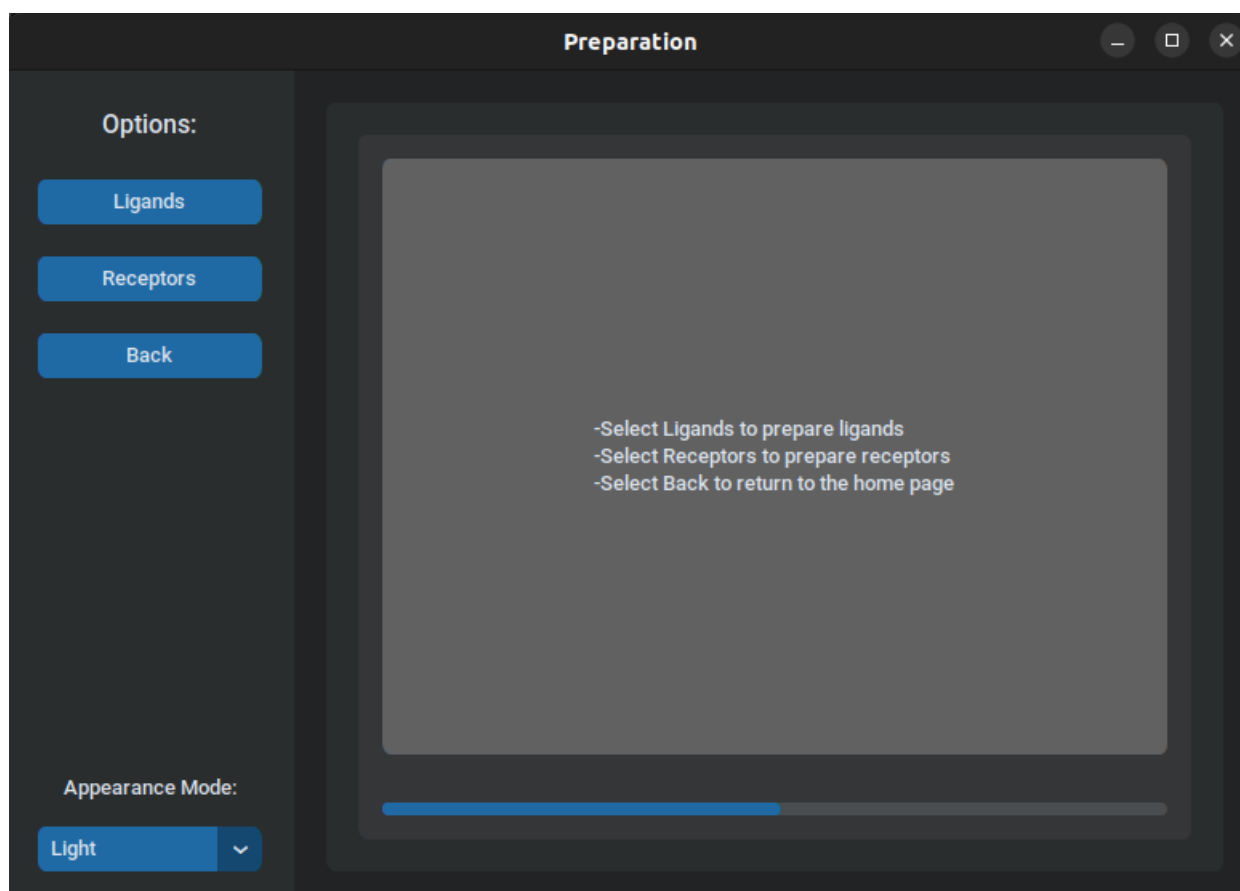 Preparation
Options:
Ligands
Receptors
Back
-Select Ligands to prepare ligands
-Select Receptors to prepare receptors
-Select Back to return to the home page
Appearance Mode:
Light